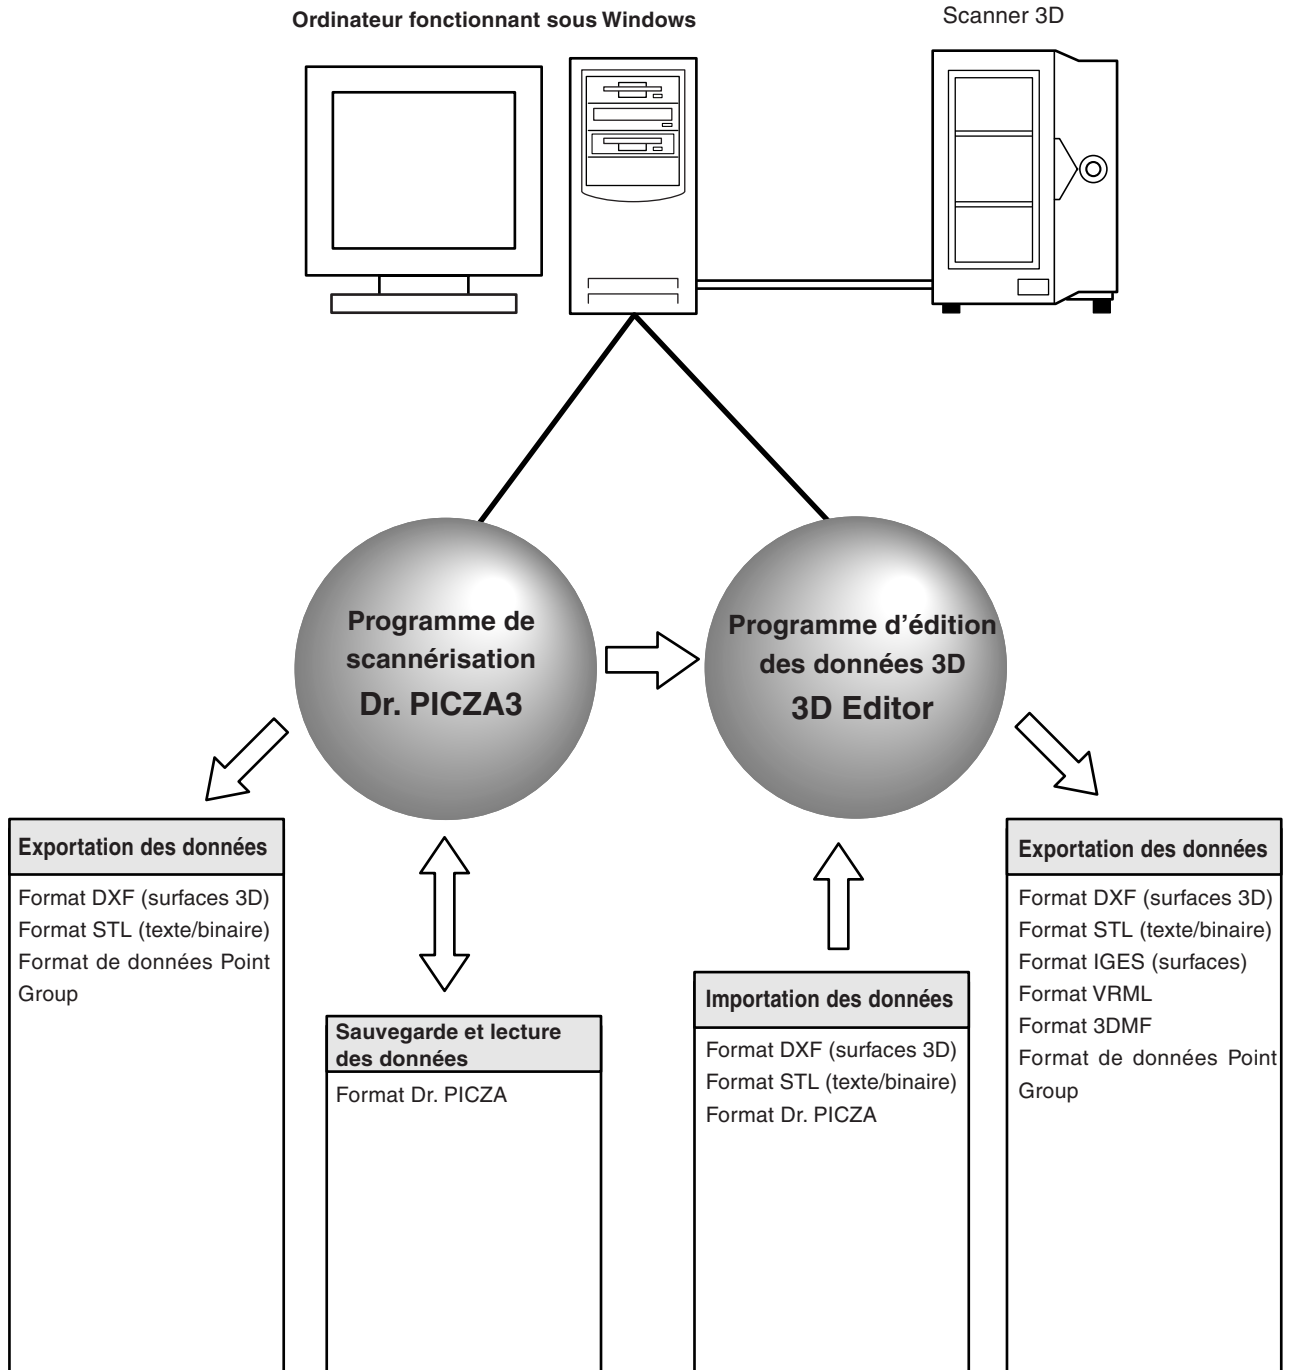 Ordinateur fonctionnant sous Windows
Scanner 3D
Programme de
scannérisation
Dr. PICZA3
Programme d'édition
des données 3D
3D Editor
Exportation des données
Format DXF (surfaces 3D)
Format STL (texte/binaire)
Format de données Point
Group
Sauvegarde et lecture
des données
Format Dr. PICZA
Importation des données
Format DXF (surfaces 3D)
Format STL (texte/binaire)
Format Dr. PICZA
Exportation des données
Format DXF (surfaces 3D)
Format STL (texte/binaire)
Format IGES (surfaces)
Format VRML
Format 3DMF
Format de données Point
Group